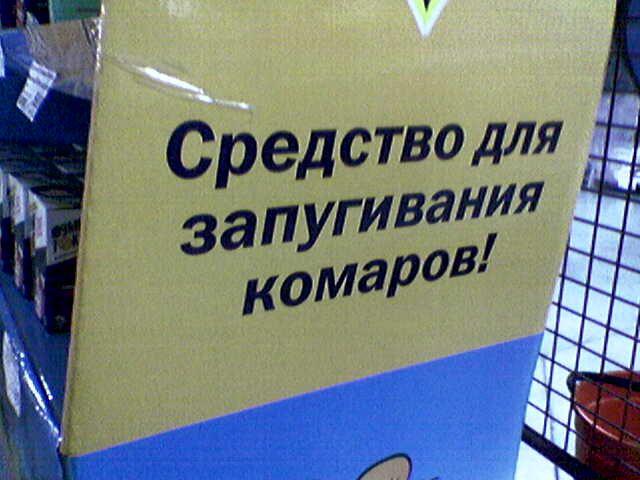 Средство для
запугивания
комаров!